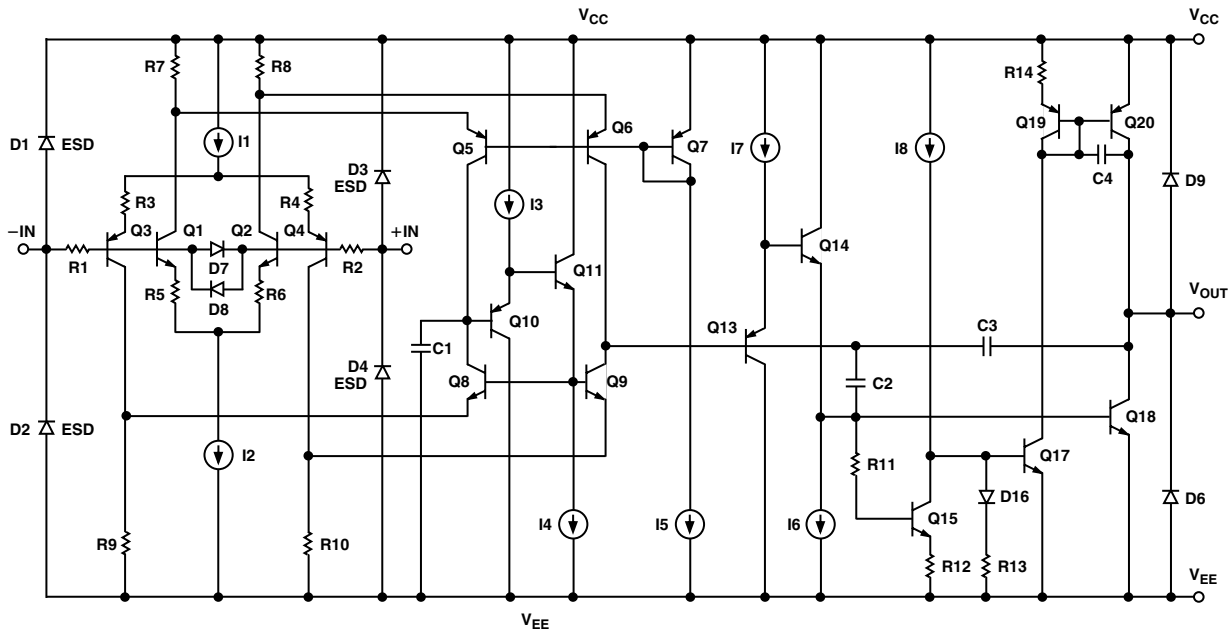 VCC
VCC
R7
R8
R14
D1
ESD
I1
Q5
Q6
Q7
I7
I8
Q19
Q20
C4
D3
ESD
D9
R3
R4
I3
−IN
Q3
Q1
Q2
Q4
+IN
R1
D7
R2
Q11
Q14
R5
D8
R6
VOUT
Q10
Q13
C1
C3
D4
ESD
Q8
Q9
C2
D2
ESD
Q18
I2
R11
Q17
D16
D6
R9
R10
I4
I5
I6
Q15
R12
R13
VEE
VEE